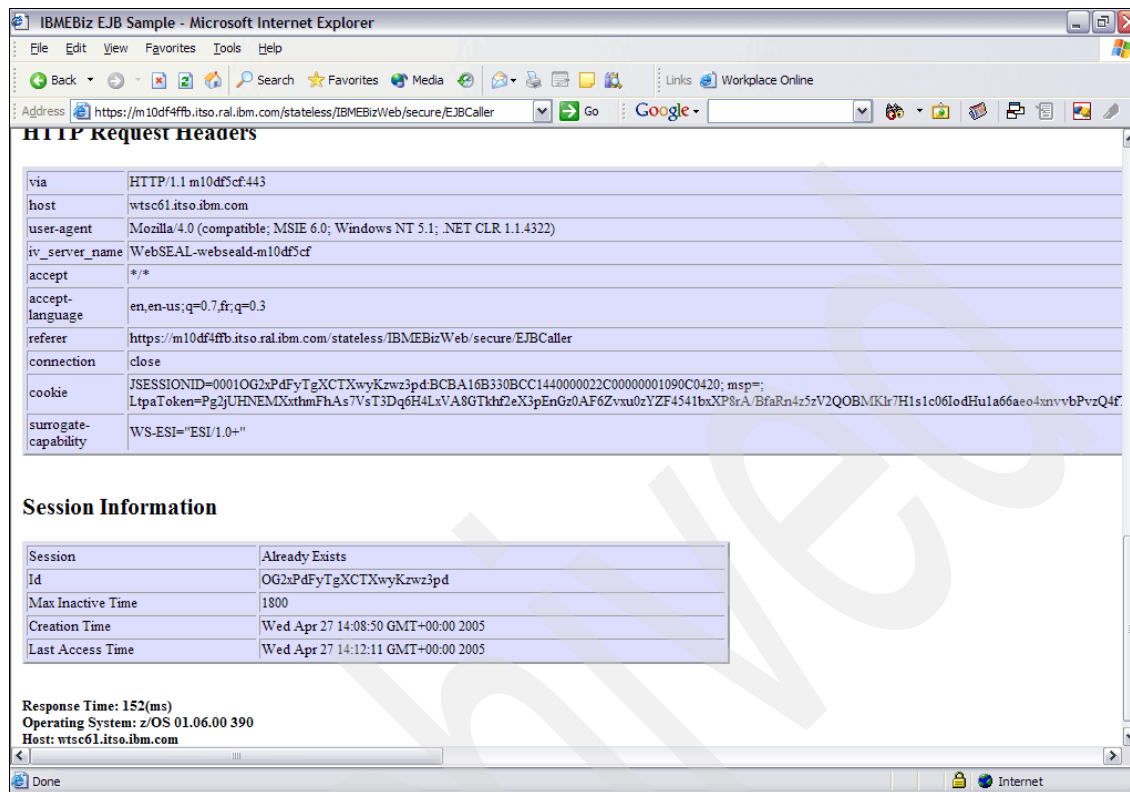 IBMEBiz EJB Sample - Microsoft Internet Explorer
File Edit View Favorites Tools Help
Back Search Favorites Media Links Workplace Online
Address https://m10df4ffb.itso.ral.ibm.com/stateless/IBMEBizWeb/secure/EJBCaller Go Google
HTTP Request Headers
via HTTP/1.1 m10df5cf:443
host wtsc61.itso.ibm.com
user-agent Mozilla/4.0 (compatible; MSIE 6.0; Windows NT 5.1; .NET CLR 1.1.4322)
iv_server_name WebSEAL-webseald-m10df5cf
accept */*
accept-
language en,en-us;q=0.7,fr;q=0.3
referer https://m10df4ffb.itso.ral.ibm.com/stateless/IBMEBizWeb/secure/EJBCaller
connection close
cookie JSESSIONID=0001OG2xPdFyTgXCTXwyKzwz3pd:BCBA16B330BCC1440000022C00000001090C0420; msp=;
LtpaToken=Pg2jUHNEMXxthmFhAs7VsT3Dq6H4LxVA8GTkhf2eX3pEnGz0AF6Zvxu0zYZF4541bxXP8rA/BfaRn4z5zV2QOBMKlr7H1s1c06IodHu1a66aeo4xnvvbPvzQ4f
surrogate-
capability WS-ESI="ESI/1.0+"
Session Information
Session Already Exists
Id OG2xPdFyTgXCTXwyKzwz3pd
Max Inactive Time 1800
Creation Time Wed Apr 27 14:08:50 GMT+00:00 2005
Last Access Time Wed Apr 27 14:12:11 GMT+00:00 2005
Response Time: 152(ms)
Operating System: z/OS 01.06.00 390
Host: wtsc61.itso.ibm.com
Done Internet